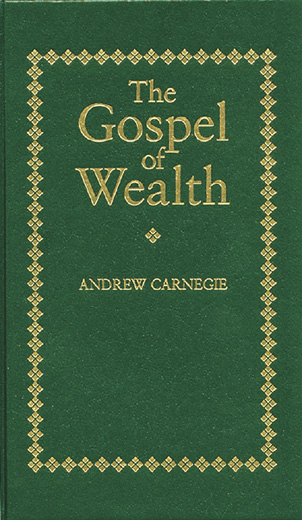 The
Gospel
of
Wealth
ANDREW CARNEGIE